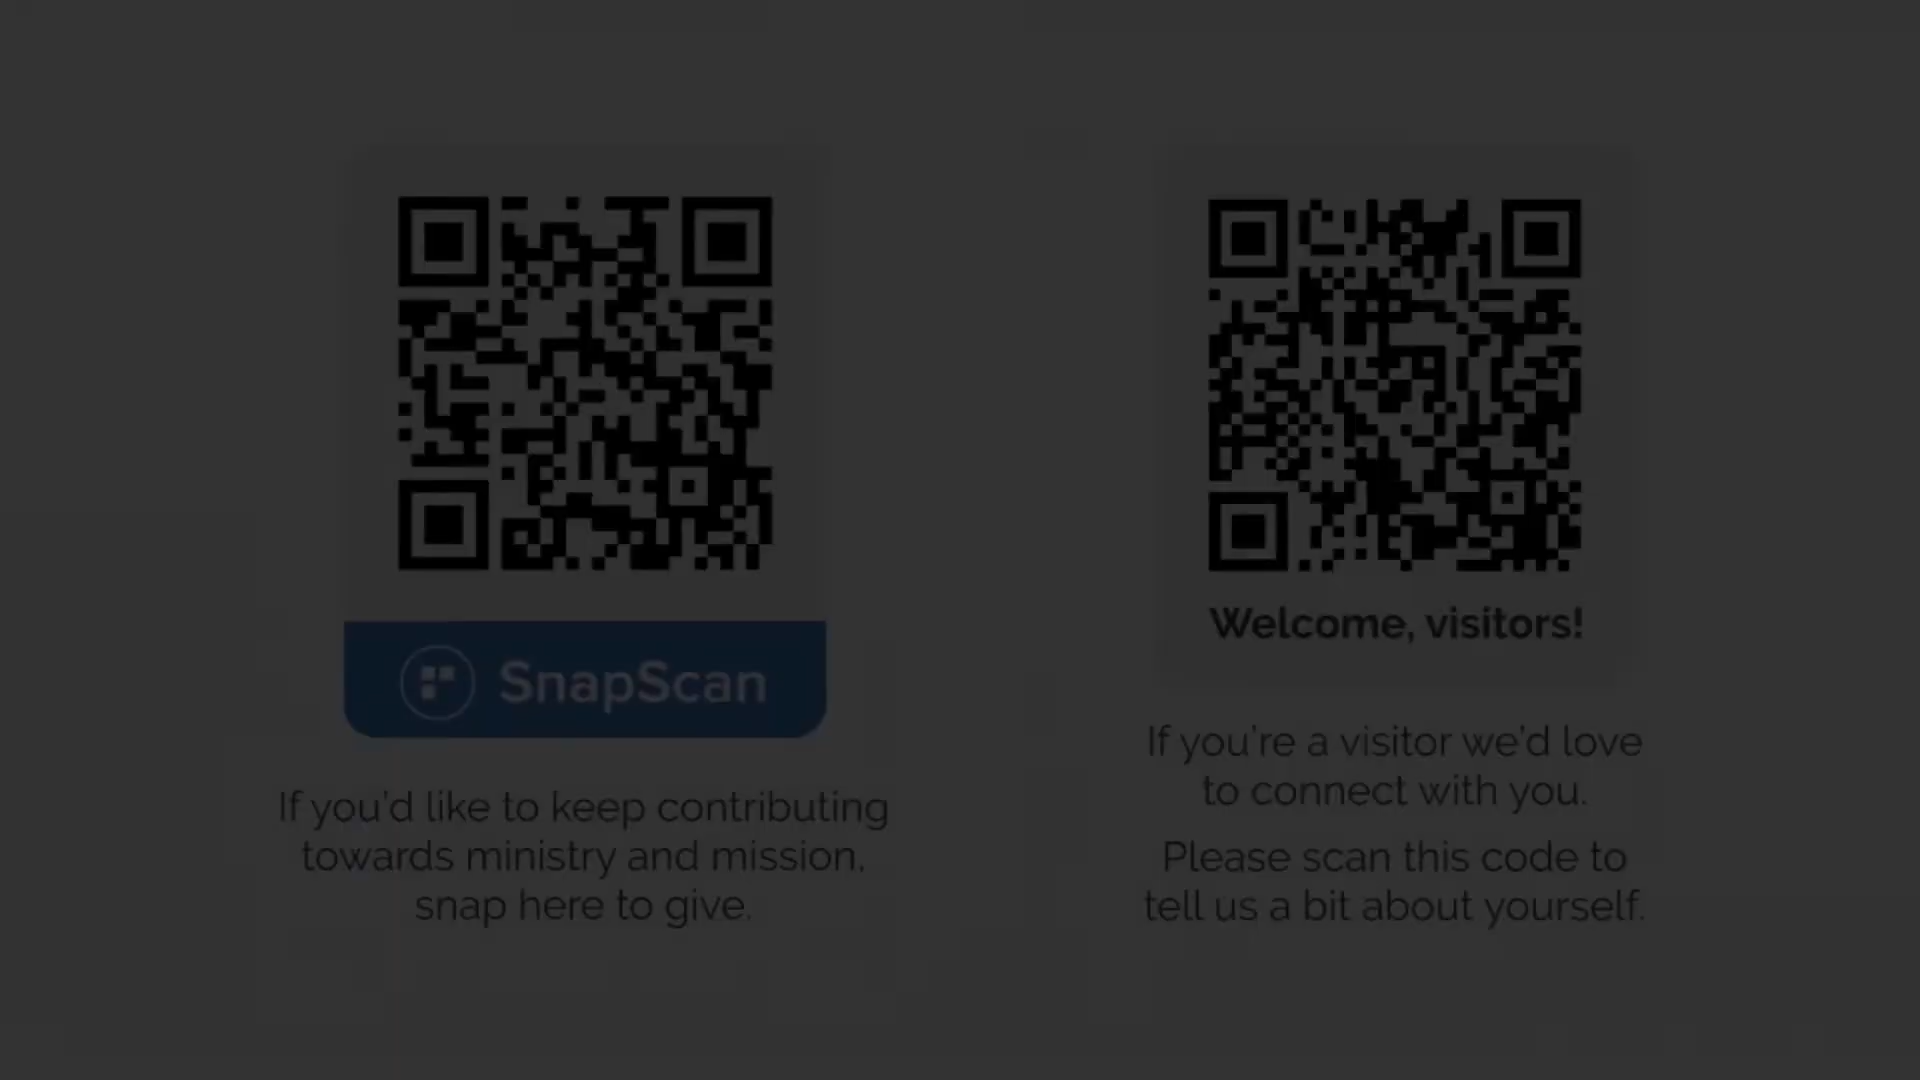 SnapScan
If you'd like to keep contributing
towards ministry and mission,
snap here to give.
Welcome, visitors!
If you're a visitor we'd love
to connect with you.
Please scan this code to
tell us a bit about yourself.